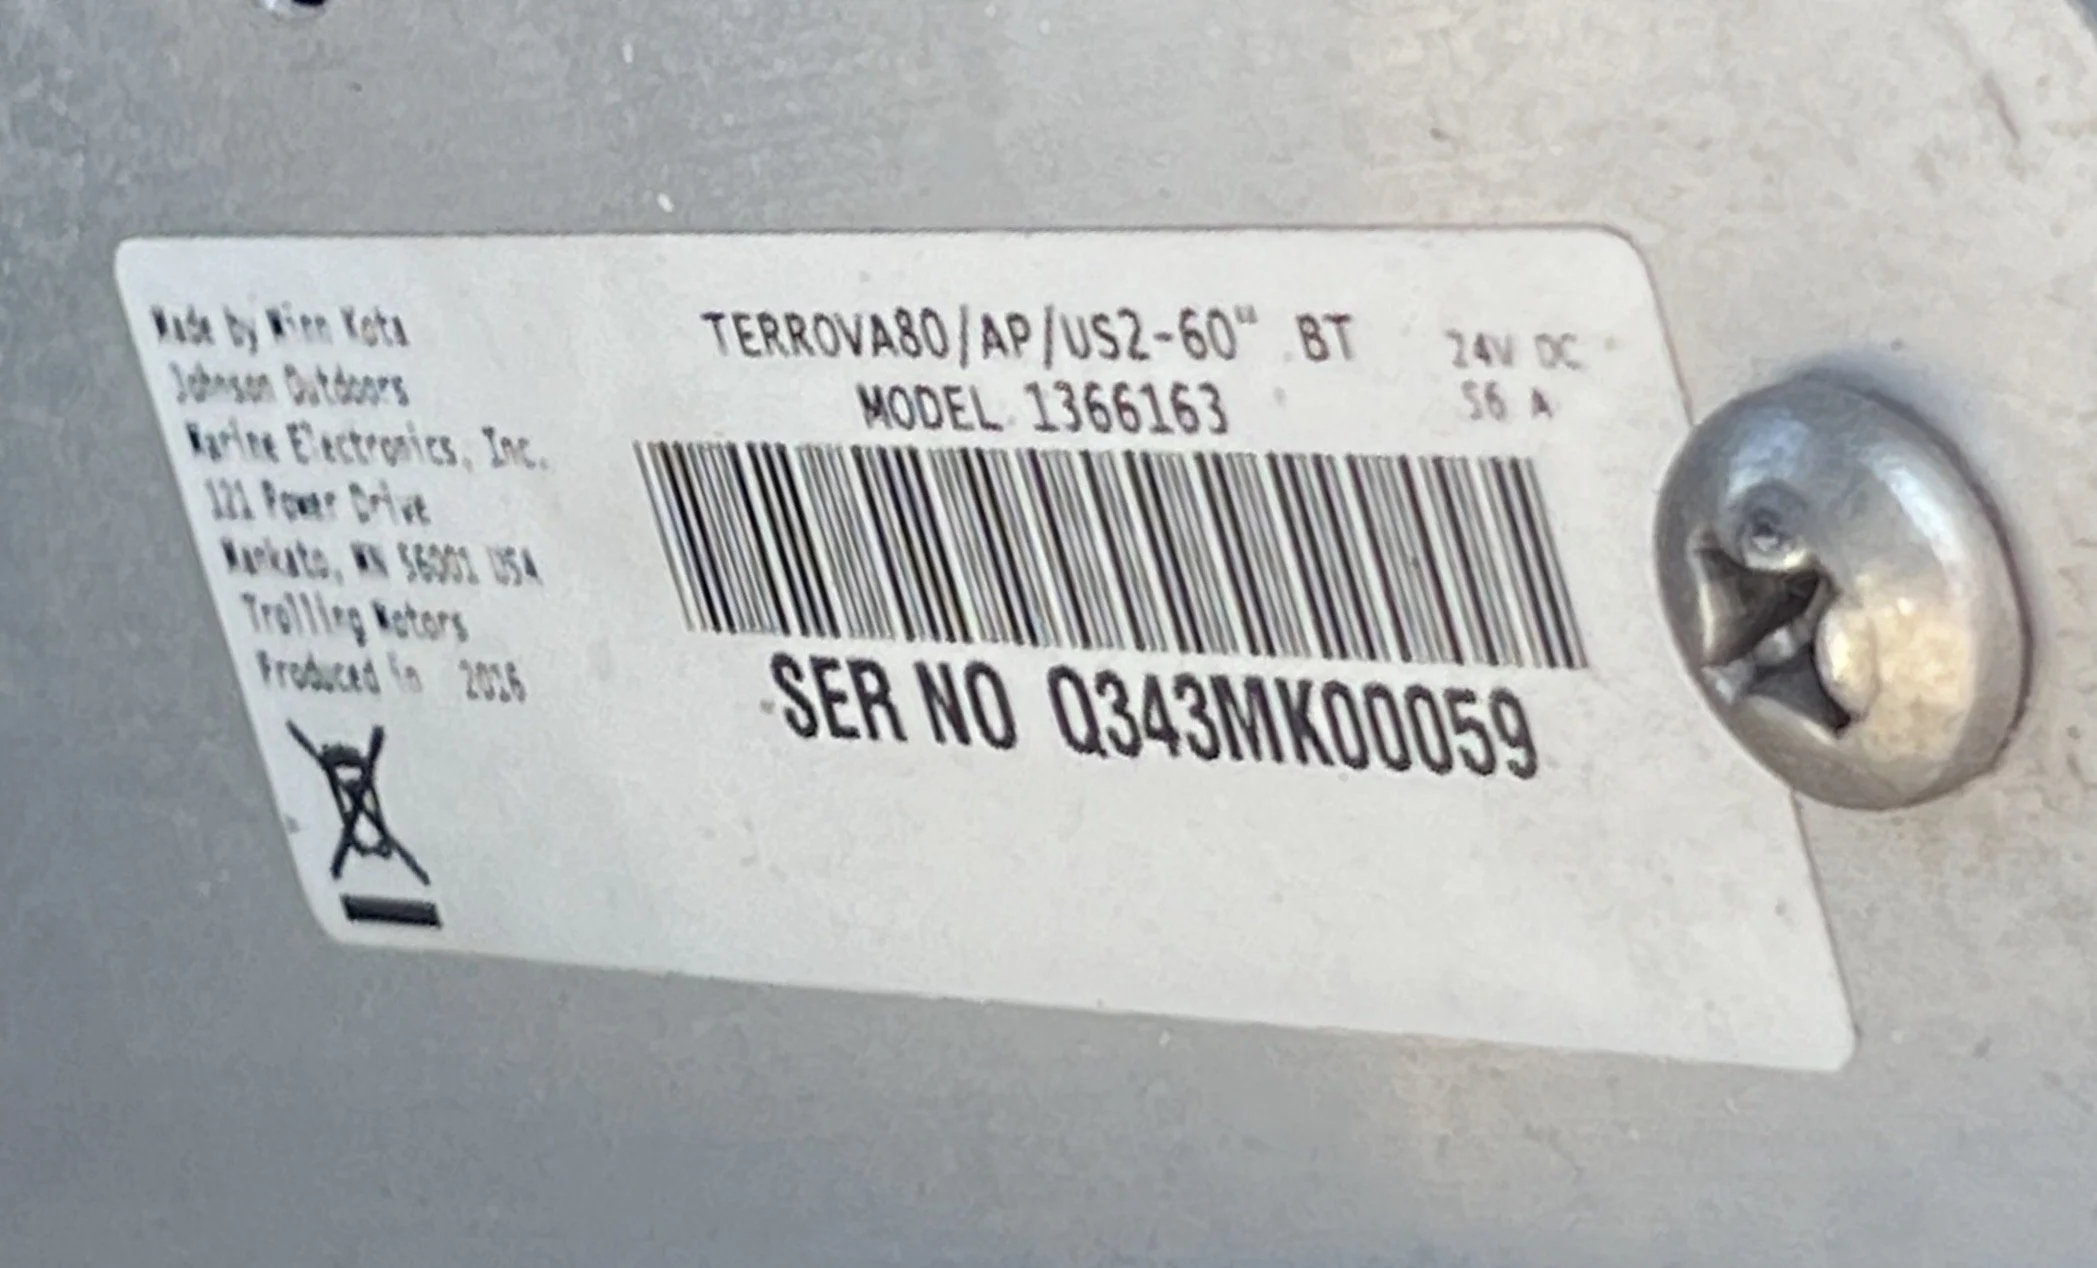 Made by Minn Kota
Johnson Outdoors
Marine Electronics, Inc.
121 Power Drive
Mankato, MN 56001 USA
Trolling Motors
Produced in 2016
TERROVA80/AP/US2-60" BT
MODEL 1366163
24V DC
56 A
SER NO Q343MK00059